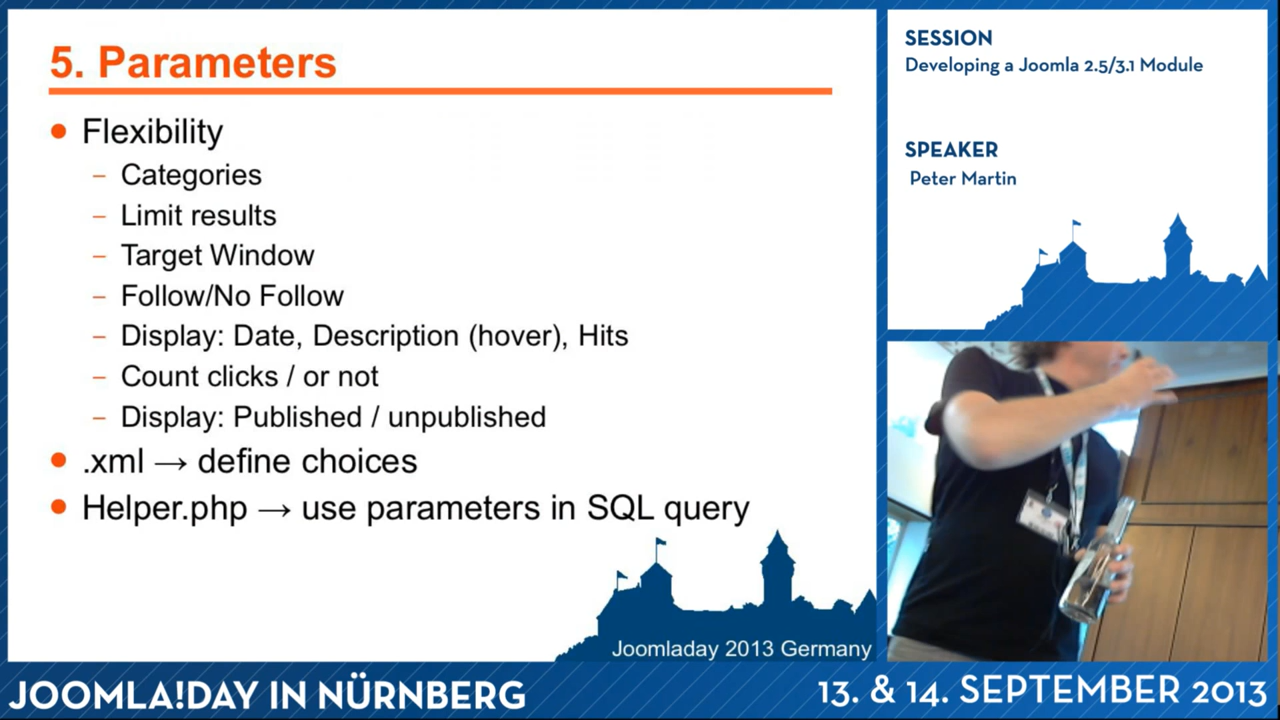 5. Parameters
Flexibility
Categories
Limit results
Target Window
Follow/No Follow
Display: Date, Description (hover), Hits
Count clicks / or not
Display: Published / unpublished
.xml → define choices
Helper.php → use parameters in SQL query
Joomladay 2013 Germany
SESSION
Developing a Joomla 2.5/3.1 Module
SPEAKER
Peter Martin
JOOMLA!DAY IN NÜRNBERG
13. & 14. SEPTEMBER 2013